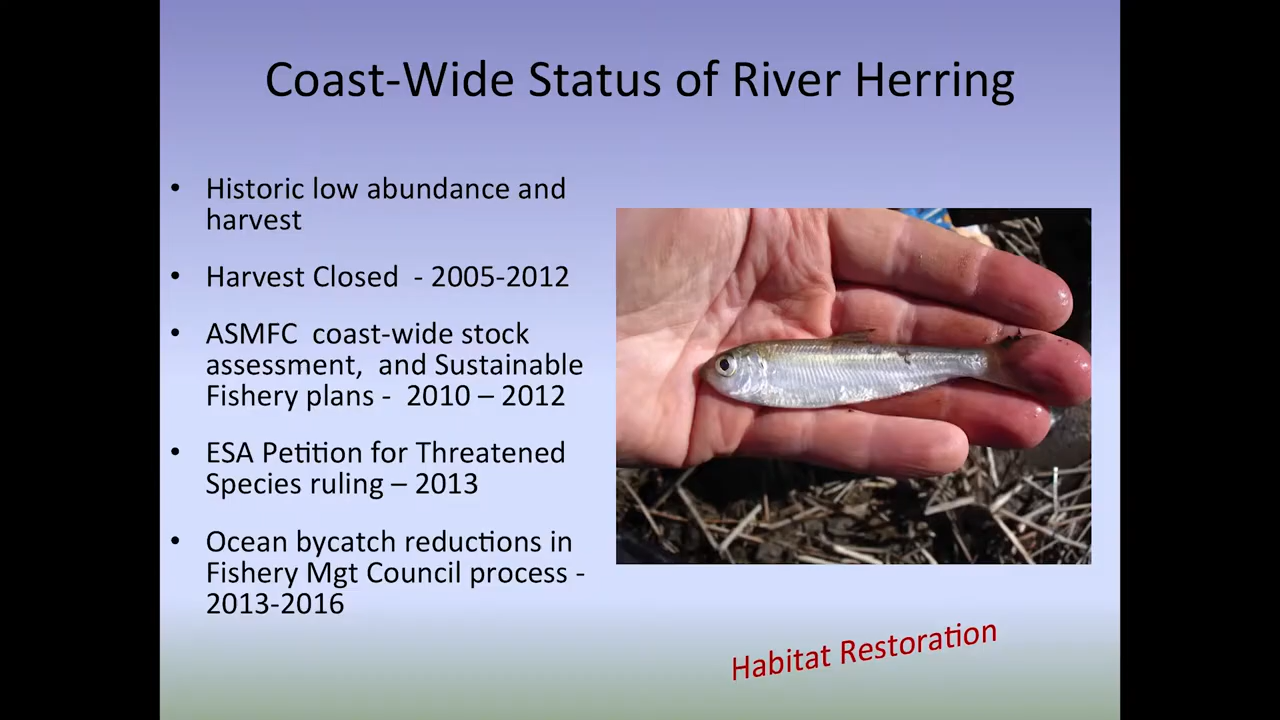 Coast-Wide Status of River Herring
• Historic low abundance and
harvest
• Harvest Closed - 2005-2012
• ASMFC coast-wide stock
assessment, and Sustainable
Fishery plans - 2010 – 2012
• ESA Petition for Threatened
Species ruling – 2013
• Ocean bycatch reductions in
Fishery Mgt Council process -
2013-2016
Habitat Restoration